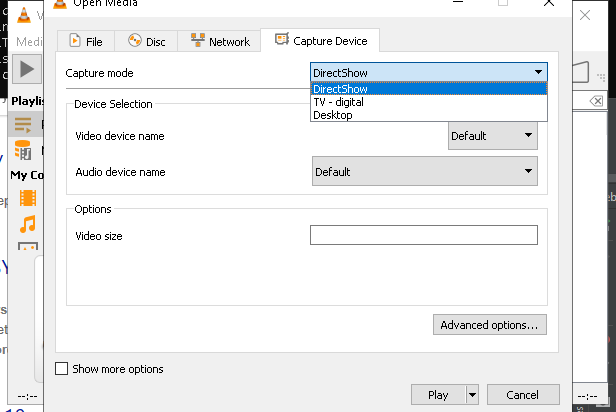 Open Media
V
Medi
File
Disc
Network
Capture Device
Capture mode
DirectShow
DirectShow
TV - digital
Desktop
Playlis
Device Selection
Video device name
Default
Audio device name
Default
My Co
Options
Video size
Advanced options...
Show more options
Play
Cancel
--:--
--:--